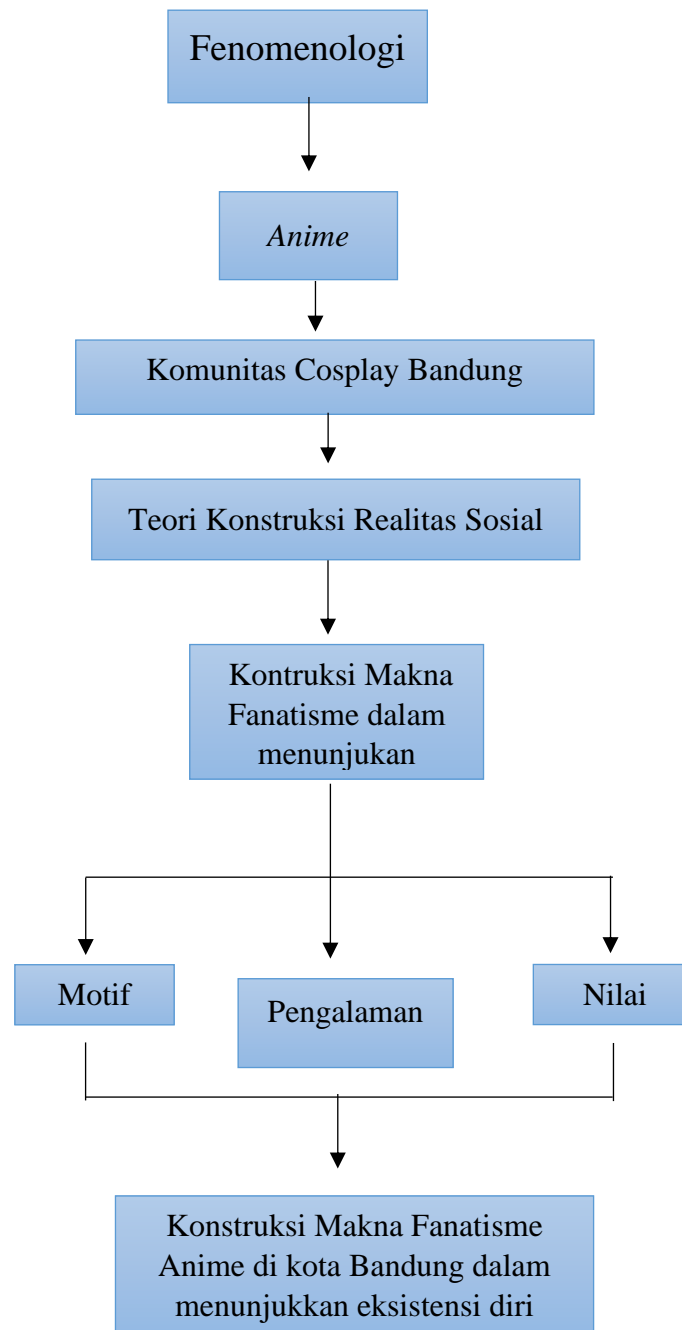 Fenomenologi
Anime
Komunitas Cosplay Bandung
Teori Konstruksi Realitas Sosial
Kontruksi Makna
Fanatisme dalam
menunjukan
Motif
Pengalaman
Nilai
Konstruksi Makna Fanatisme
Anime di kota Bandung dalam
menunjukkan eksistensi diri